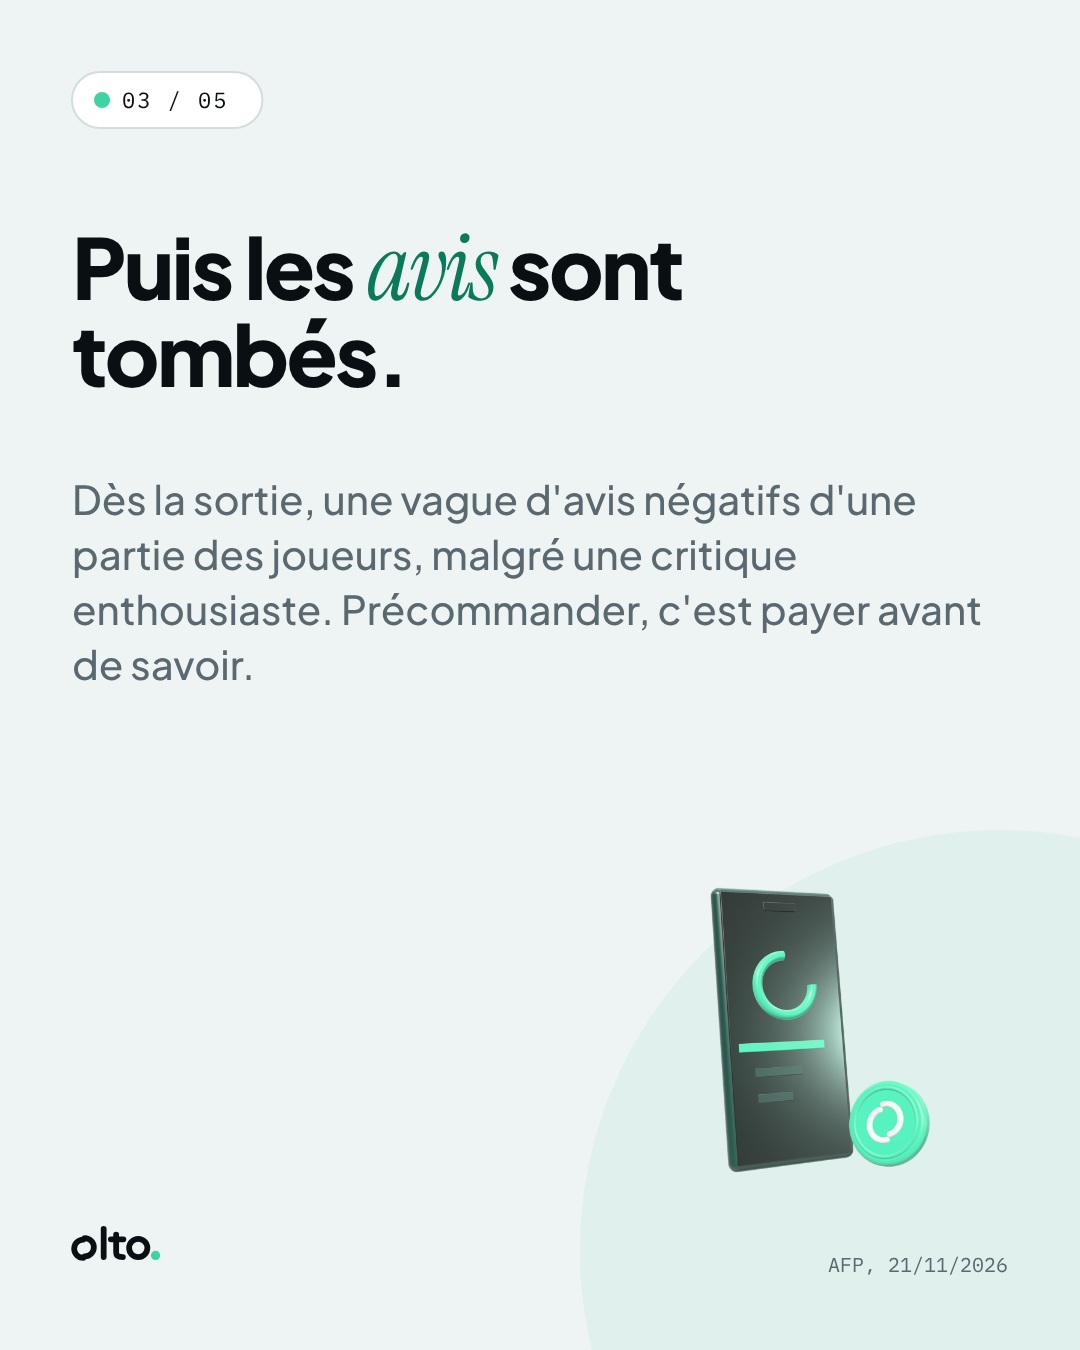 03 / 05
Puis les avis sont
tombés.
Dès la sortie, une vague d'avis négatifs d'une
partie des joueurs, malgré une critique
enthousiaste. Précommander, c'est payer avant
de savoir.
olto.
AFP, 21/11/2026